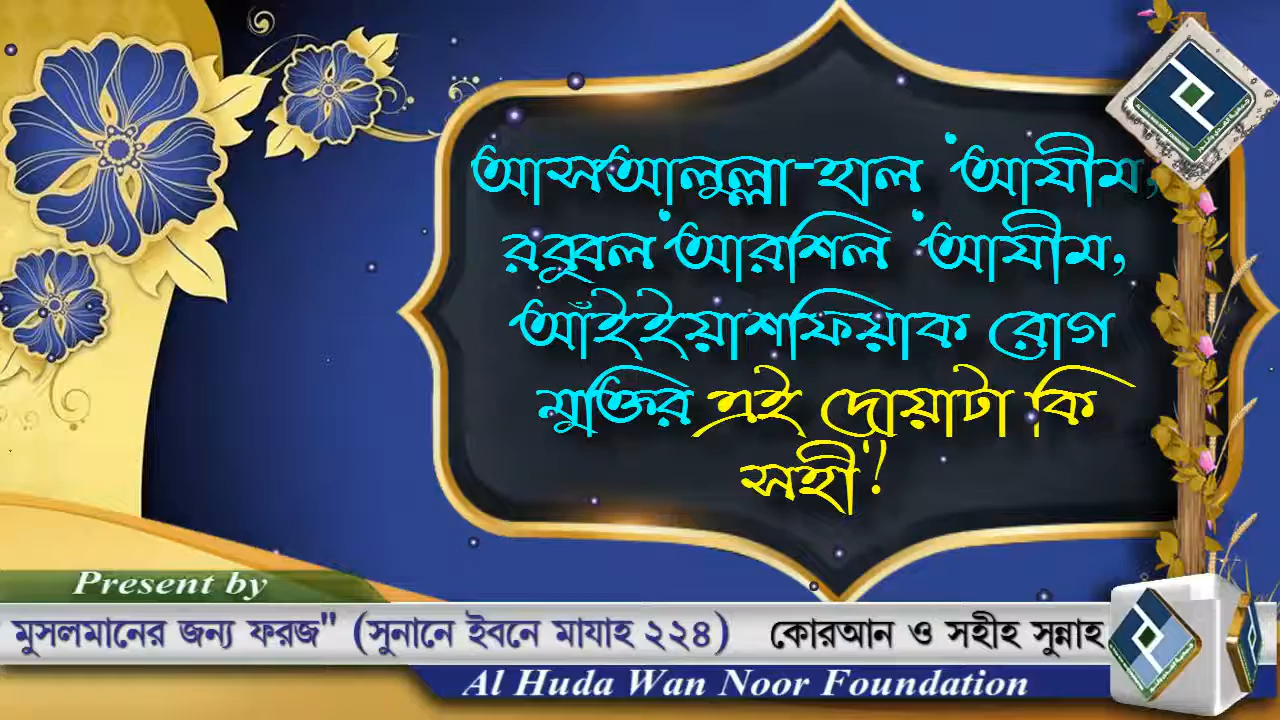 আসআলুল্লা-হাল 'আযীম,
রব্বুল 'আরশিল 'আযীম,
আঁইইয়াশফিয়াক রোগ
মুক্তির এই দোয়াটা কি
সহী!
Present by
মুসলমানের জন্য ফরজ" (সুনানে ইবনে মাযাহ ২২৪) কোরআন ও সহীহ সুন্নাহ
Al Huda Wan Noor Foundation